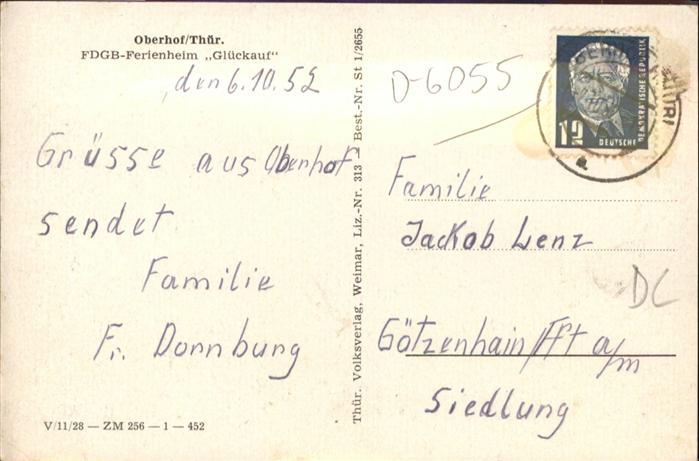 Oberhof/Thür.
FDGB-Ferienheim „Glückauf“
den 6.10.52
Grüsse aus Oberhof
sendet
Familie
Fr. Dornburg
V/11/28 — ZM 256 — 1 — 452
Thür. Volksverlag, Weimar, Liz.-Nr. 313 — Best.-Nr. St 1/2655
D-6055
12
DEUTSCHE
DEMOKRATISCHE REPUBLIK
Familie
Jackob Lenz
DC
Götzenhain/Fft a/m
Siedlung